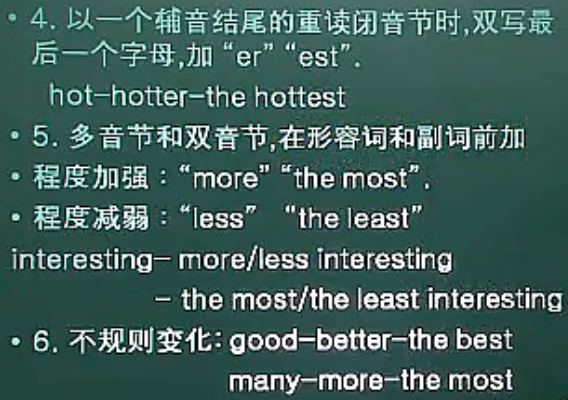 • 4. 以一个辅音结尾的重读闭音节时,双写最
后一个字母,加 “er” “est”.
hot-hotter-the hottest
• 5. 多音节和双音节,在形容词和副词前加
• 程度加强:“more” “the most”.
• 程度减弱:“less” “the least”
interesting- more/less interesting
- the most/the least interesting
• 6. 不规则变化: good-better-the best
many-more-the most